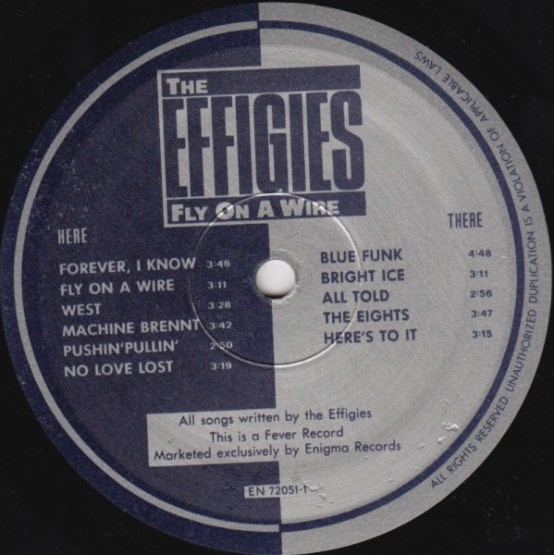 THE
EFFIGIES
FLY ON A WIRE
HERE
FOREVER, I KNOW 3:46
FLY ON A WIRE 3:11
WEST 3:28
MACHINE BRENNT 3:42
PUSHIN'PULLIN' 2:50
NO LOVE LOST 3:19
THERE
BLUE FUNK 4:48
BRIGHT ICE 3:11
ALL TOLD 2:56
THE EIGHTS 3:47
HERE'S TO IT 3:15
All songs written by the Effigies
This is a Fever Record
Marketed exclusively by Enigma Records
EN 72051-1
ALL RIGHTS RESERVED UNAUTHORIZED DUPLICATION IS A VIOLATION OF APPLICABLE LAWS